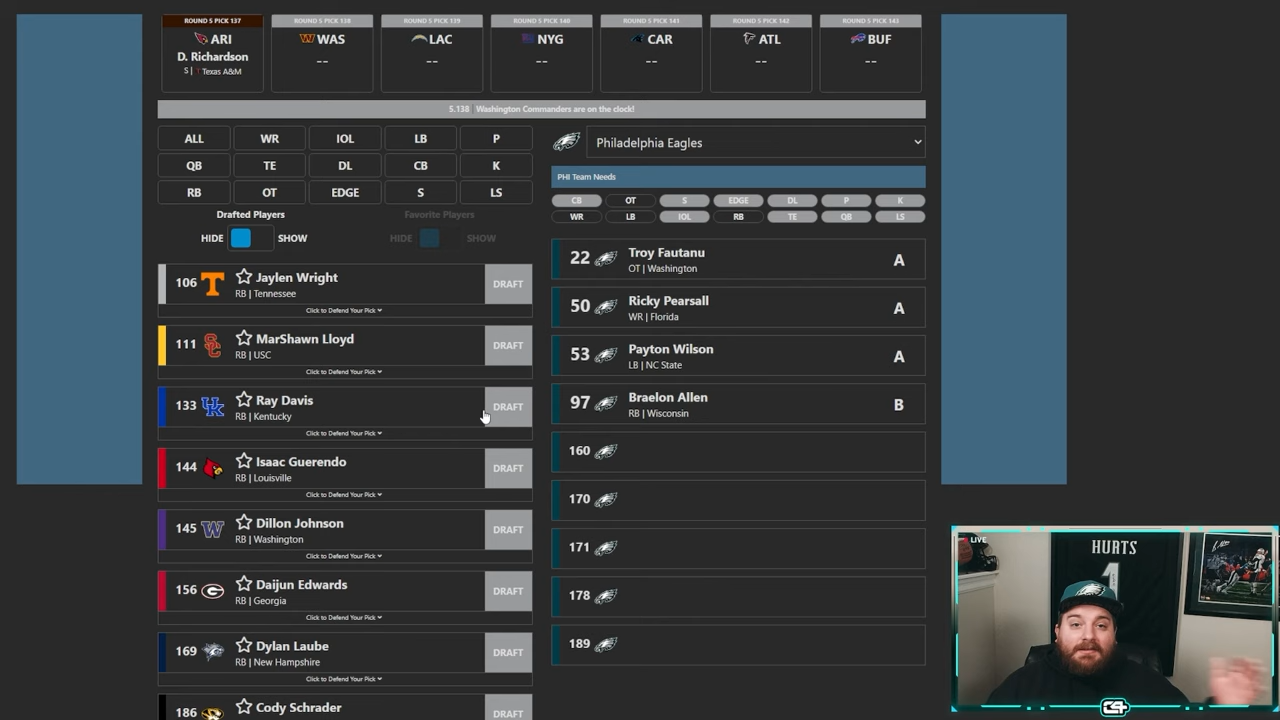 ROUND 5 PICK 137
ARI
D. Richardson
S | Texas A&M
ROUND 5 PICK 138
WAS
--
ROUND 5 PICK 139
LAC
--
ROUND 5 PICK 140
NYG
--
ROUND 5 PICK 141
CAR
--
ROUND 5 PICK 142
ATL
--
ROUND 5 PICK 143
BUF
--
5.138 | Washington Commanders are on the clock!
ALL WR IOL LB P
QB TE DL CB K
RB OT EDGE S LS
Drafted Players
HIDE SHOW
Favorite Players
HIDE SHOW
106 Jaylen Wright DRAFT
RB | Tennessee
Click to Defend Your Pick
111 MarShawn Lloyd DRAFT
RB | USC
Click to Defend Your Pick
133 Ray Davis DRAFT
RB | Kentucky
Click to Defend Your Pick
144 Isaac Guerendo DRAFT
RB | Louisville
Click to Defend Your Pick
145 Dillon Johnson DRAFT
RB | Washington
Click to Defend Your Pick
156 Daijun Edwards DRAFT
RB | Georgia
Click to Defend Your Pick
169 Dylan Laube DRAFT
RB | New Hampshire
Click to Defend Your Pick
186 Cody Schrader DRAFT
Philadelphia Eagles
PHI Team Needs
CB OT S EDGE DL P K
WR LB IOL RB TE QB LS
22 Troy Fautanu A
OT | Washington
50 Ricky Pearsall A
WR | Florida
53 Payton Wilson A
LB | NC State
97 Braelon Allen B
RB | Wisconsin
160
170
171
178
189
LIVE
HURTS
1